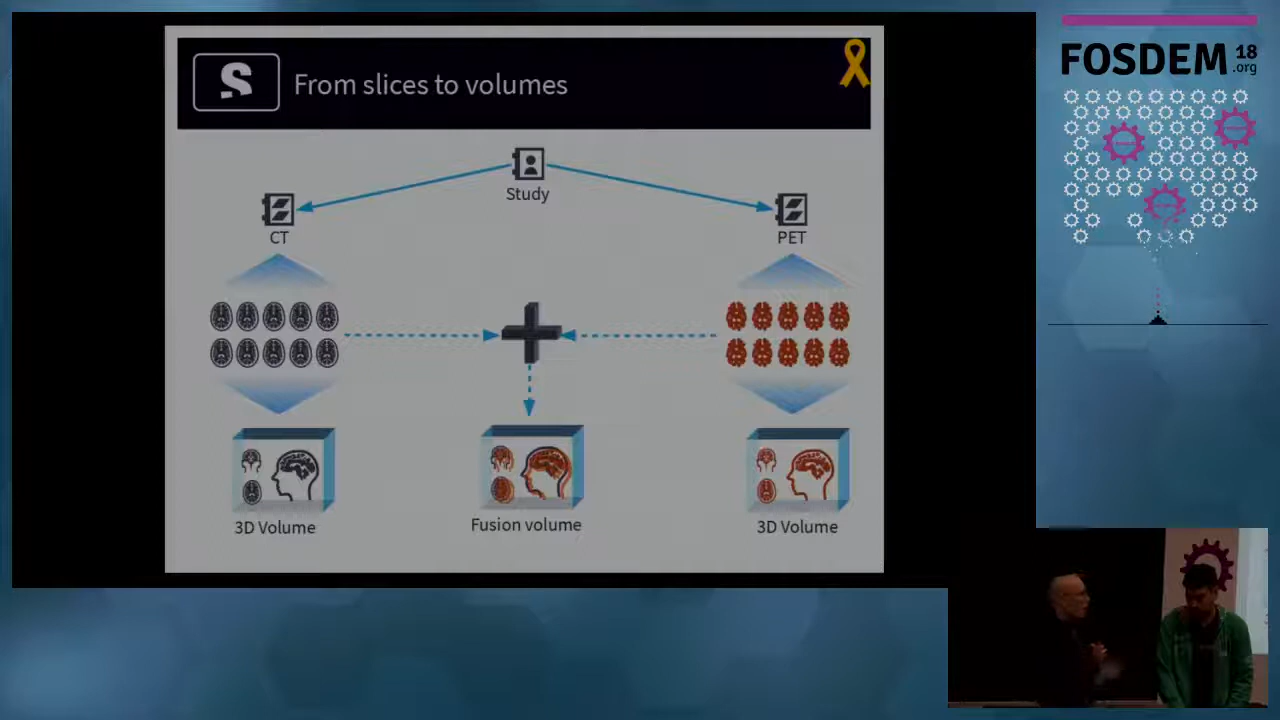 From slices to volumes
Study
CT
PET
3D Volume
Fusion volume
3D Volume
FOSDEM 18
.org